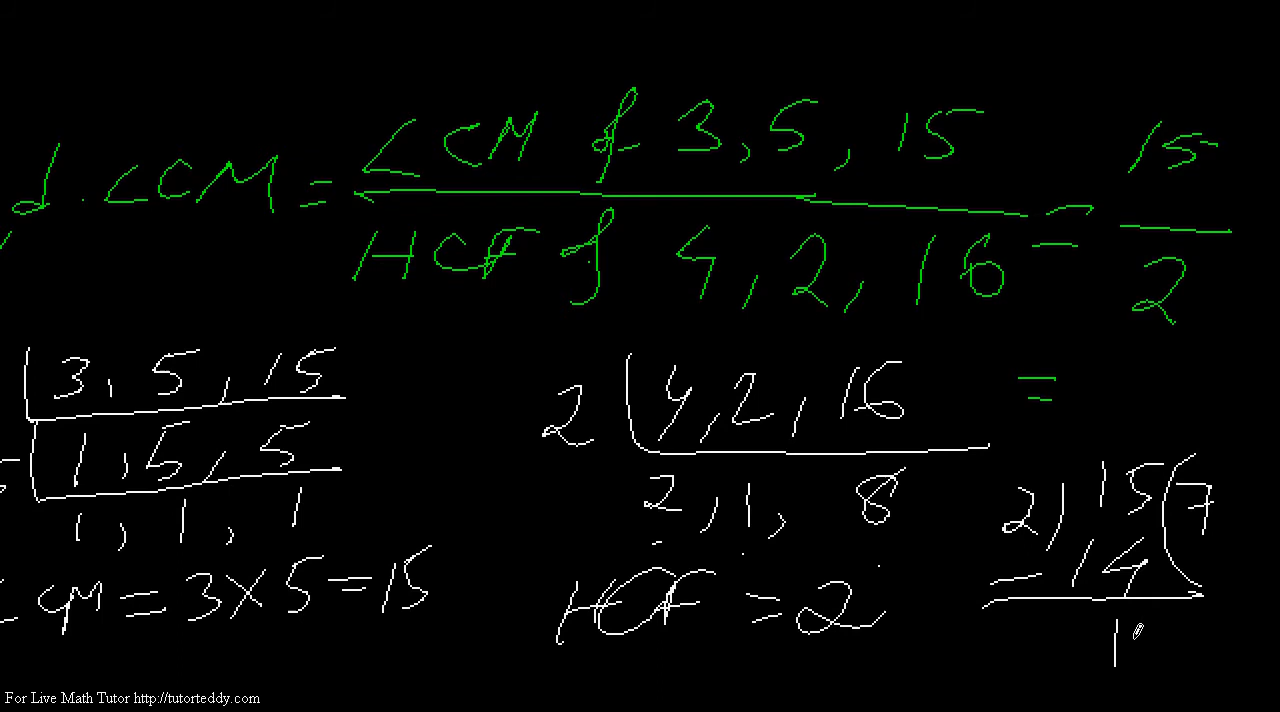 d. LCM = LCM of 3, 5, 15 / HCF of 4, 2, 16 = 15 / 2
=
3, 5, 15
1, 5, 5
1, 1, 1
CM = 3 × 5 = 15
2 | 4, 2, 16
2, 1, 8
HCF = 2
2) 15 (7
- 14
1
For Live Math Tutor http://tutorteddy.com